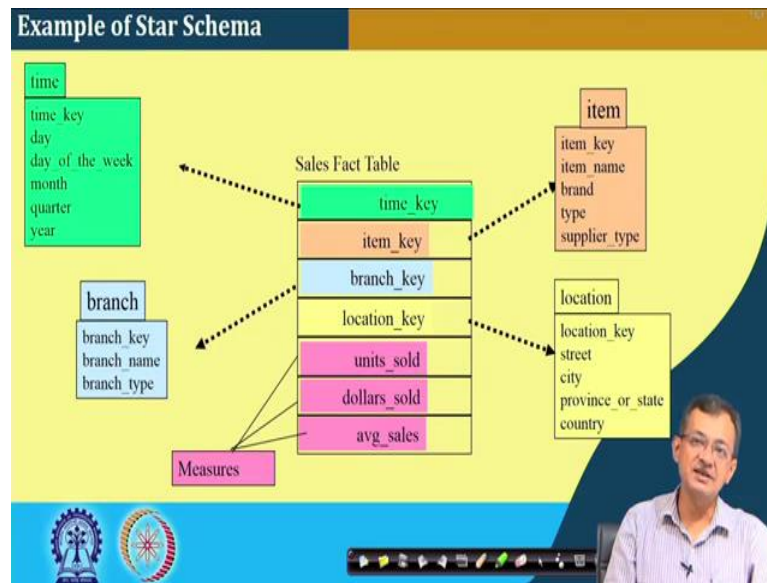 Example of Star Schema
time
time_key
day
day_of_the_week
month
quarter
year
item
item_key
item_name
brand
type
supplier_type
Sales Fact Table
time_key
item_key
branch_key
location_key
units_sold
dollars_sold
avg_sales
branch
branch_key
branch_name
branch_type
location
location_key
street
city
province_or_state
country
Measures